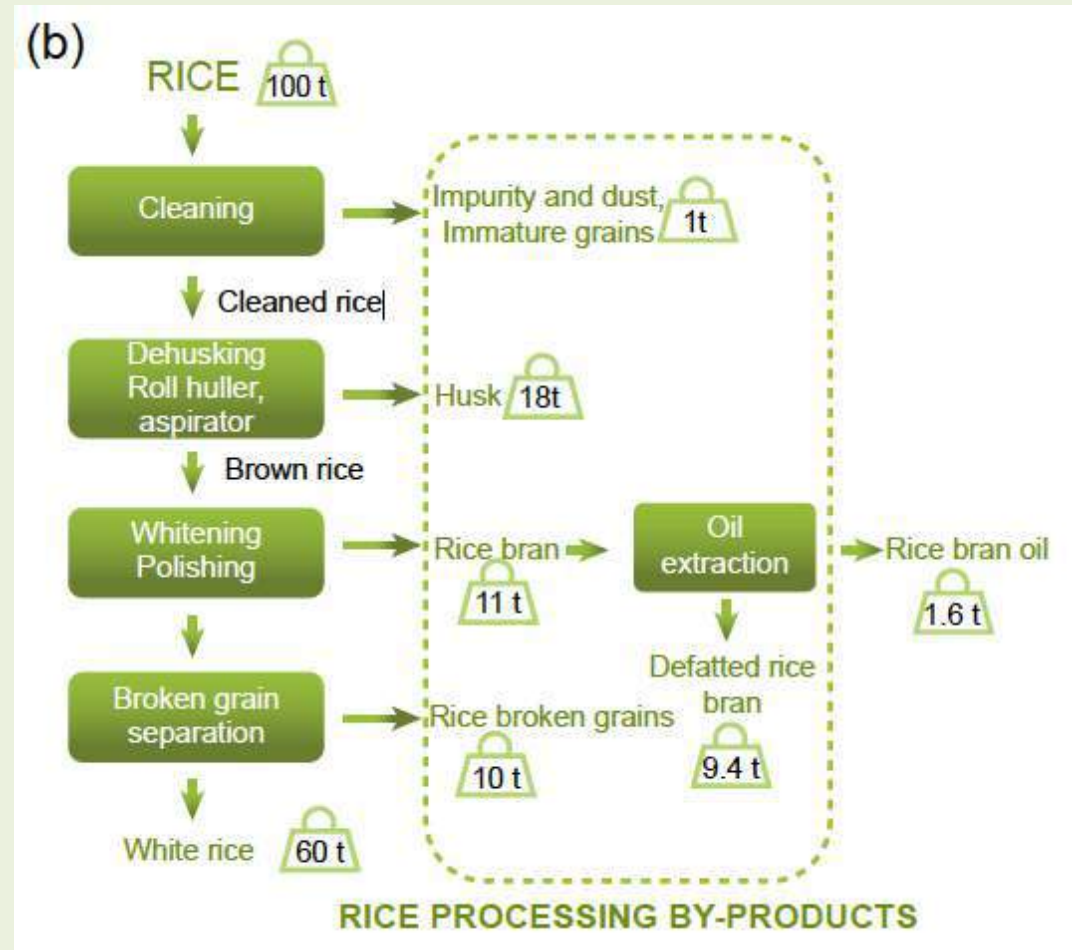 (b)
RICE
100 t
Cleaning
Impurity and dust,
Immature grains
1t
Cleaned rice
Dehusking
Roll huller,
aspirator
Husk
18t
Brown rice
Whitening
Polishing
Rice bran
11 t
Oil
extraction
Rice bran oil
1.6 t
Defatted rice
bran
9.4 t
Broken grain
separation
Rice broken grains
10 t
White rice
60 t
RICE PROCESSING BY-PRODUCTS